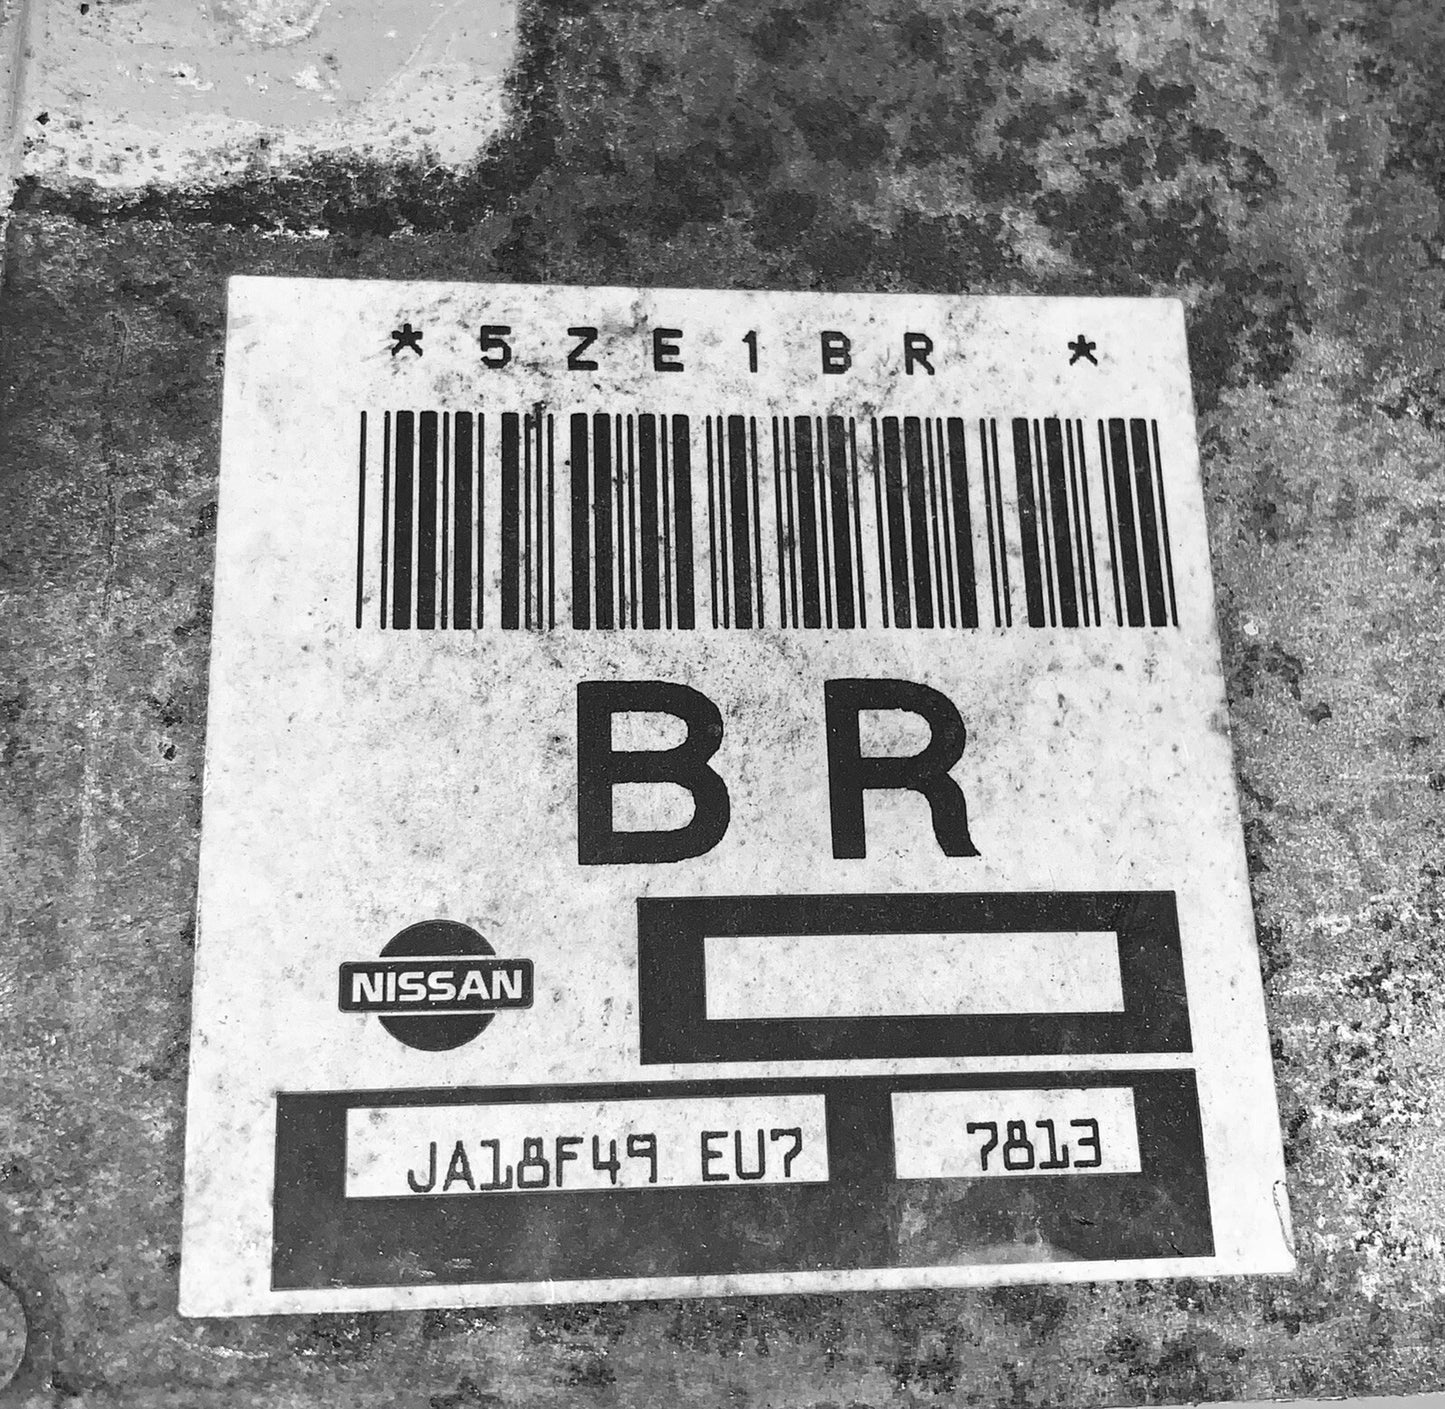 *5ZE1BR *
BR
NISSAN
JA18F49 EU7 7813